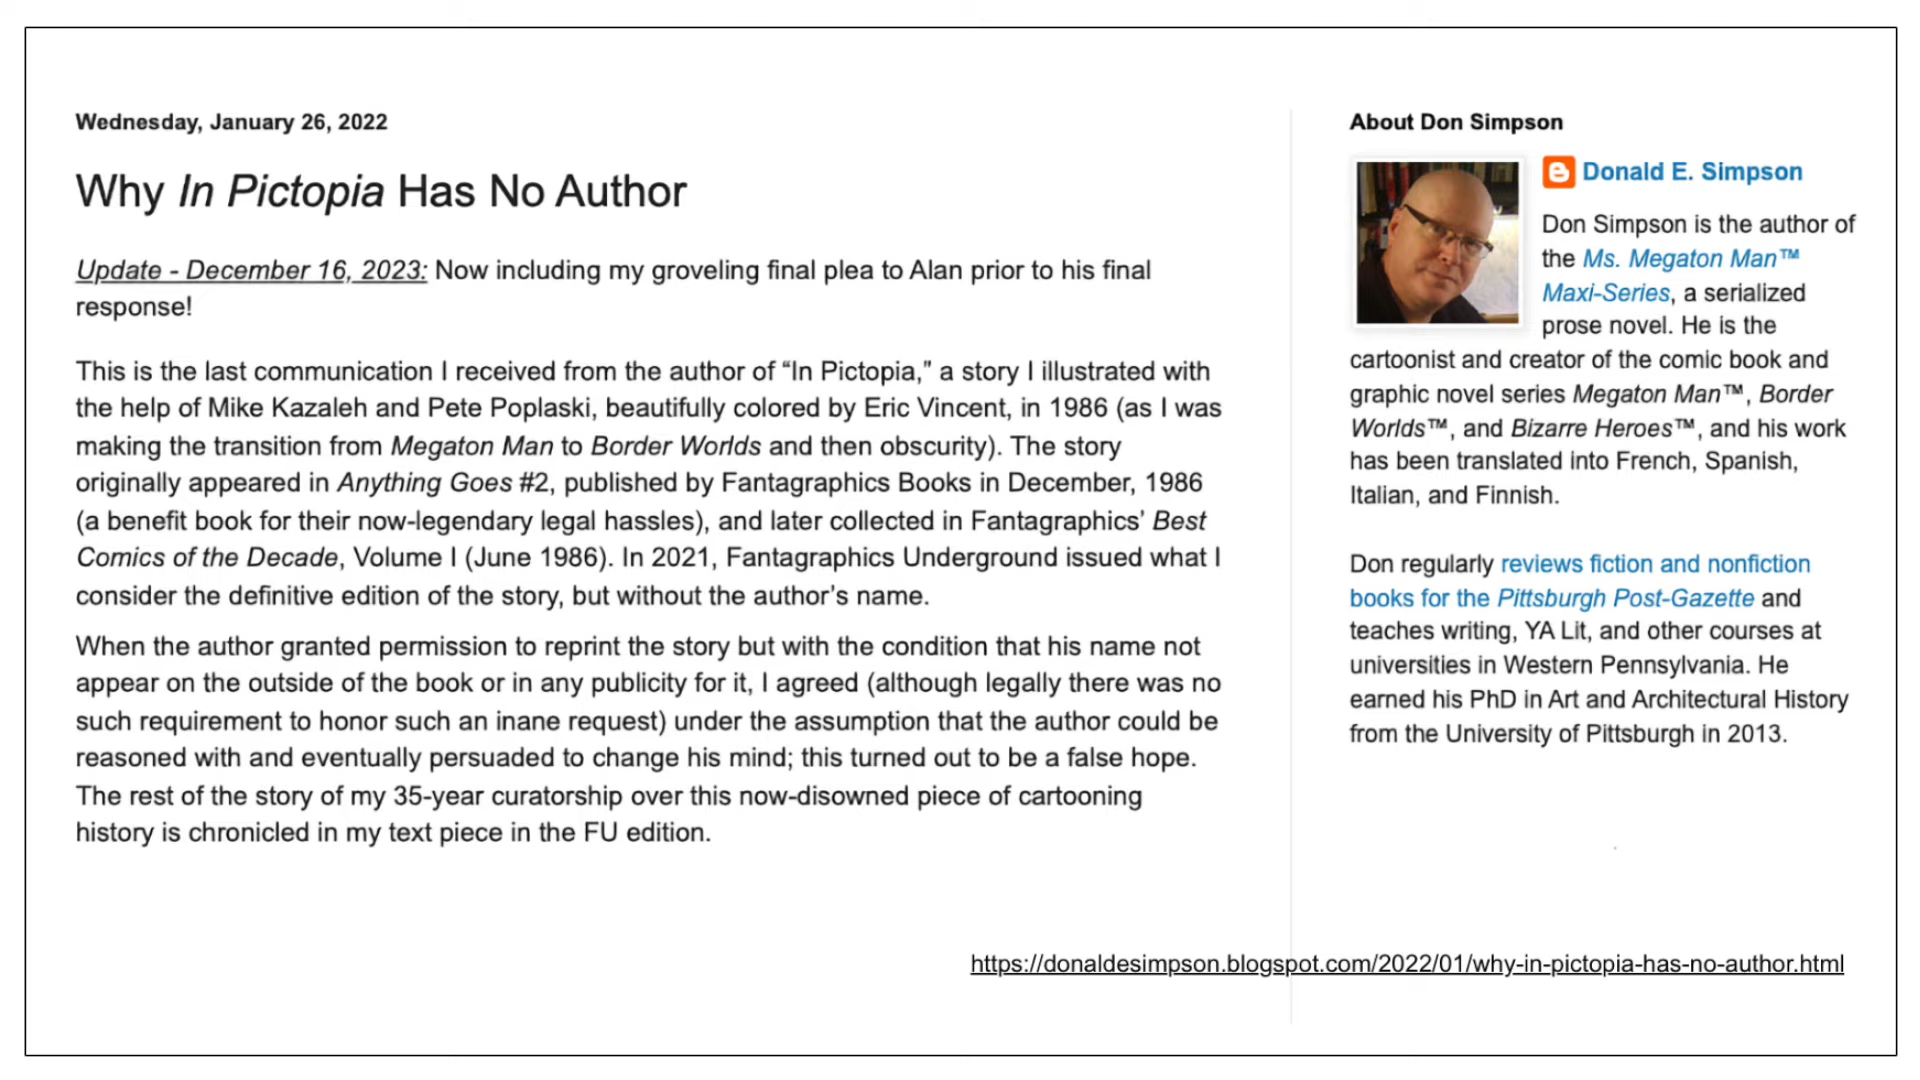 Wednesday, January 26, 2022
Why In Pictopia Has No Author
Update - December 16, 2023: Now including my groveling final plea to Alan prior to his final
response!
This is the last communication I received from the author of “In Pictopia,” a story I illustrated with
the help of Mike Kazaleh and Pete Poplaski, beautifully colored by Eric Vincent, in 1986 (as I was
making the transition from Megaton Man to Border Worlds and then obscurity). The story
originally appeared in Anything Goes #2, published by Fantagraphics Books in December, 1986
(a benefit book for their now-legendary legal hassles), and later collected in Fantagraphics’ Best
Comics of the Decade, Volume I (June 1986). In 2021, Fantagraphics Underground issued what I
consider the definitive edition of the story, but without the author’s name.
When the author granted permission to reprint the story but with the condition that his name not
appear on the outside of the book or in any publicity for it, I agreed (although legally there was no
such requirement to honor such an inane request) under the assumption that the author could be
reasoned with and eventually persuaded to change his mind; this turned out to be a false hope.
The rest of the story of my 35-year curatorship over this now-disowned piece of cartooning
history is chronicled in my text piece in the FU edition.
About Don Simpson
Donald E. Simpson
Don Simpson is the author of
the Ms. Megaton Man™
Maxi-Series, a serialized
prose novel. He is the
cartoonist and creator of the comic book and
graphic novel series Megaton Man™, Border
Worlds™, and Bizarre Heroes™, and his work
has been translated into French, Spanish,
Italian, and Finnish.
Don regularly reviews fiction and nonfiction
books for the Pittsburgh Post-Gazette and
teaches writing, YA Lit, and other courses at
universities in Western Pennsylvania. He
earned his PhD in Art and Architectural History
from the University of Pittsburgh in 2013.
https://donaldesimpson.blogspot.com/2022/01/why-in-pictopia-has-no-author.html